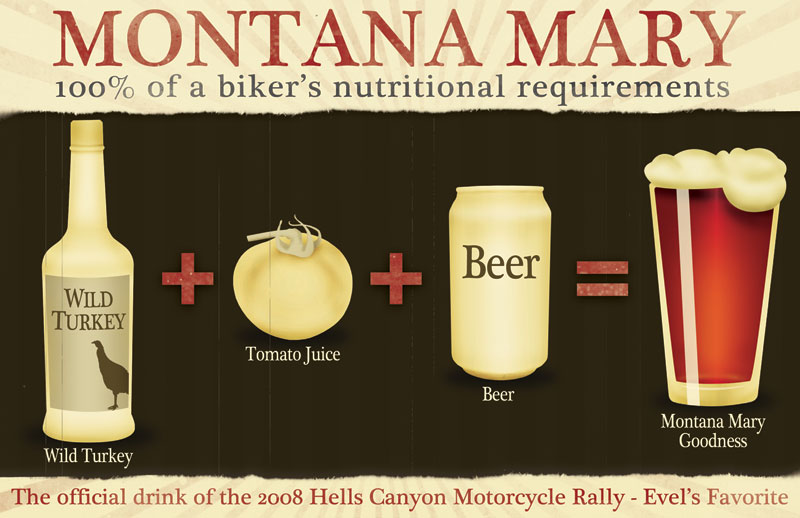 MONTANA MARY
100% of a biker's nutritional requirements
WILD
TURKEY
Beer
Wild Turkey
Tomato Juice
Beer
Montana Mary
Goodness
The official drink of the 2008 Hells Canyon Motorcycle Rally - Evel's Favorite